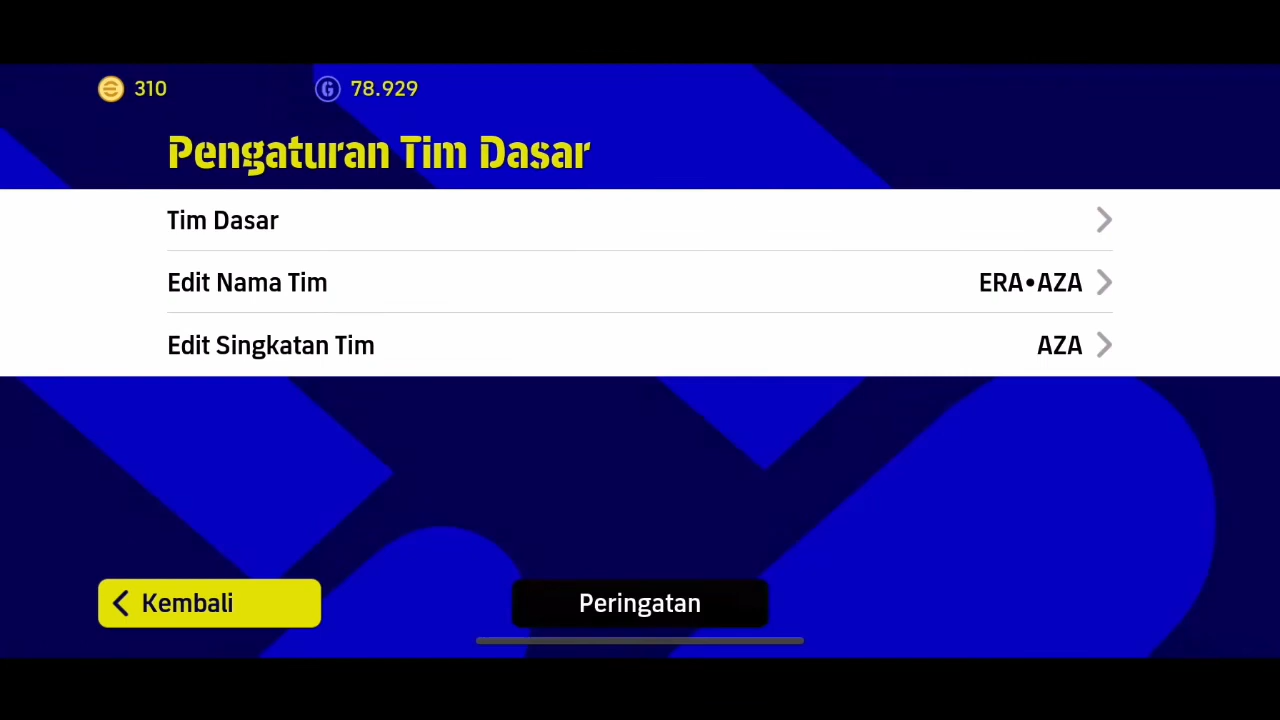 310
78.929
Pengaturan Tim Dasar
Tim Dasar
Edit Nama Tim ERA•AZA
Edit Singkatan Tim AZA
Kembali
Peringatan